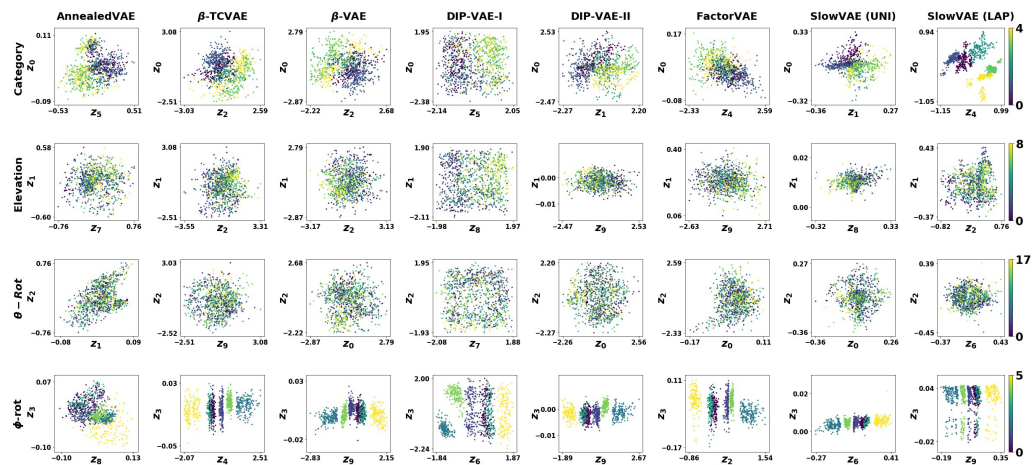 AnnealedVAE β-TCVAE β-VAE DIP-VAE-I DIP-VAE-II FactorVAE SlowVAE (UNI) SlowVAE (LAP)
Category
0.11 3.08 2.79 1.95 2.53 0.17 0.33 0.94 4
z0 z0 z0 z0 z0 z0 z0 z0
-0.09 -2.51 -2.87 -2.38 -2.47 -0.08 -0.32 -1.05 0
-0.53 0.51 -3.03 2.59 -2.22 2.68 -2.14 2.05 -2.27 2.20 -2.33 2.59 -0.36 0.27 -1.15 0.99
z5 z2 z2 z5 z1 z4 z1 z4
Elevation
0.58 3.08 2.79 1.90 0.40 0.02 0.43 8
z1 z1 z1 z1 z1 0.00 z1 z1 z1
-0.60 -2.51 -2.87 -2.11 -0.01 0.06 0.00 -0.37 0
-0.76 0.76 -3.55 3.31 -3.17 3.13 -1.98 1.97 -2.47 2.53 -2.63 2.71 -0.32 0.33 -0.53 0.76
z7 z2 z2 z8 z9 z9 z8 z2
θ-Rot
0.76 3.03 2.68 1.95 2.20 2.59 0.27 0.39 17
z2 z2 z2 z2 z2 z2 z2 z2
-0.76 -2.52 -2.22 -1.93 -2.27 -2.33 -0.36 -0.45 0
-0.08 0.09 -2.51 3.08 -2.87 2.79 -2.07 1.88 -2.56 2.26 -0.17 0.11 -0.26 0.26 -0.36 0.43
z1 z9 z0 z7 z0 z0 z0 z6
ϕ-rot
0.07 0.03 0.03 2.00 0.11 0.04 5
z3 z3 z3 z3 z3 0.00 z3 z3 0.02 z3
-0.10 -0.05 -0.02 -2.24 -0.01 -0.17 0.00 -0.02 0
-0.10 0.13 -2.07 2.51 -2.09 2.15 -1.84 1.87 -1.89 2.67 -1.86 1.54 -0.27 0.41 -0.29 0.35
z8 z4 z9 z6 z9 z2 z6 z9